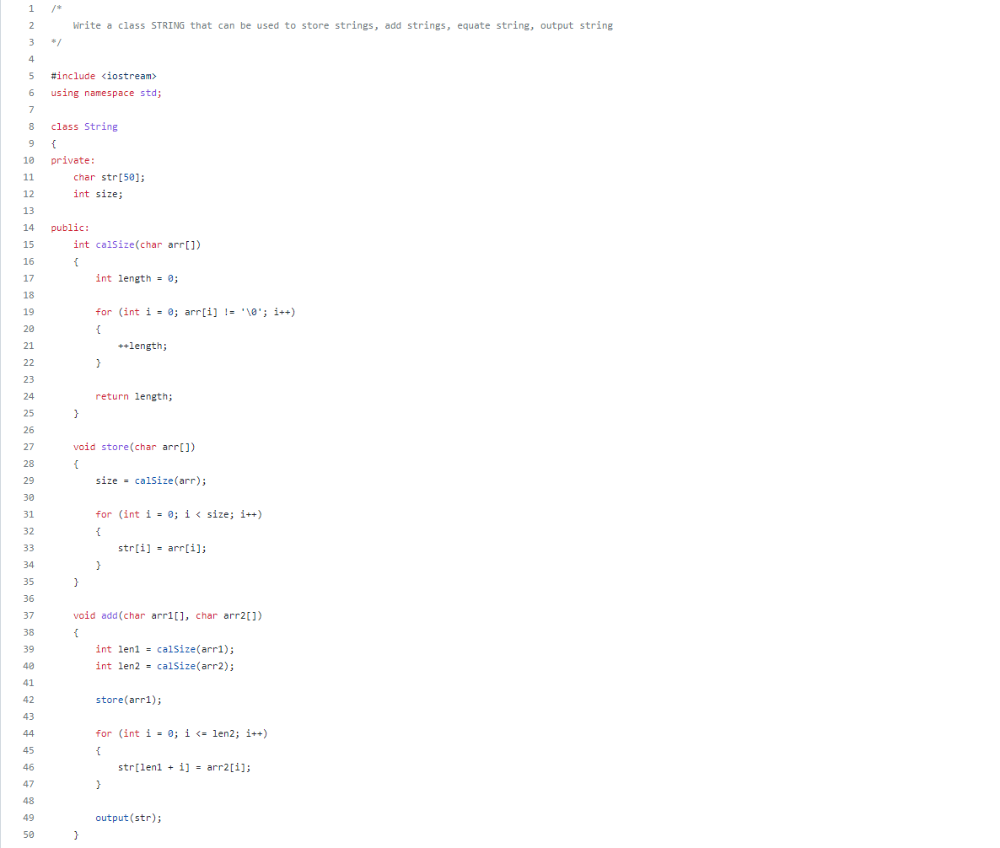 1 /*
2     Write a class STRING that can be used to store strings, add strings, equate string, output string
3 */
4
5 #include <iostream>
6 using namespace std;
7
8 class String
9 {
10 private:
11     char str[50];
12     int size;
13
14 public:
15     int calSize(char arr[])
16     {
17         int length = 0;
18
19         for (int i = 0; arr[i] != '\0'; i++)
20         {
21             ++length;
22         }
23
24         return length;
25     }
26
27     void store(char arr[])
28     {
29         size = calSize(arr);
30
31         for (int i = 0; i < size; i++)
32         {
33             str[i] = arr[i];
34         }
35     }
36
37     void add(char arr1[], char arr2[])
38     {
39         int len1 = calSize(arr1);
40         int len2 = calSize(arr2);
41
42         store(arr1);
43
44         for (int i = 0; i <= len2; i++)
45         {
46             str[len1 + i] = arr2[i];
47         }
48
49         output(str);
50     }